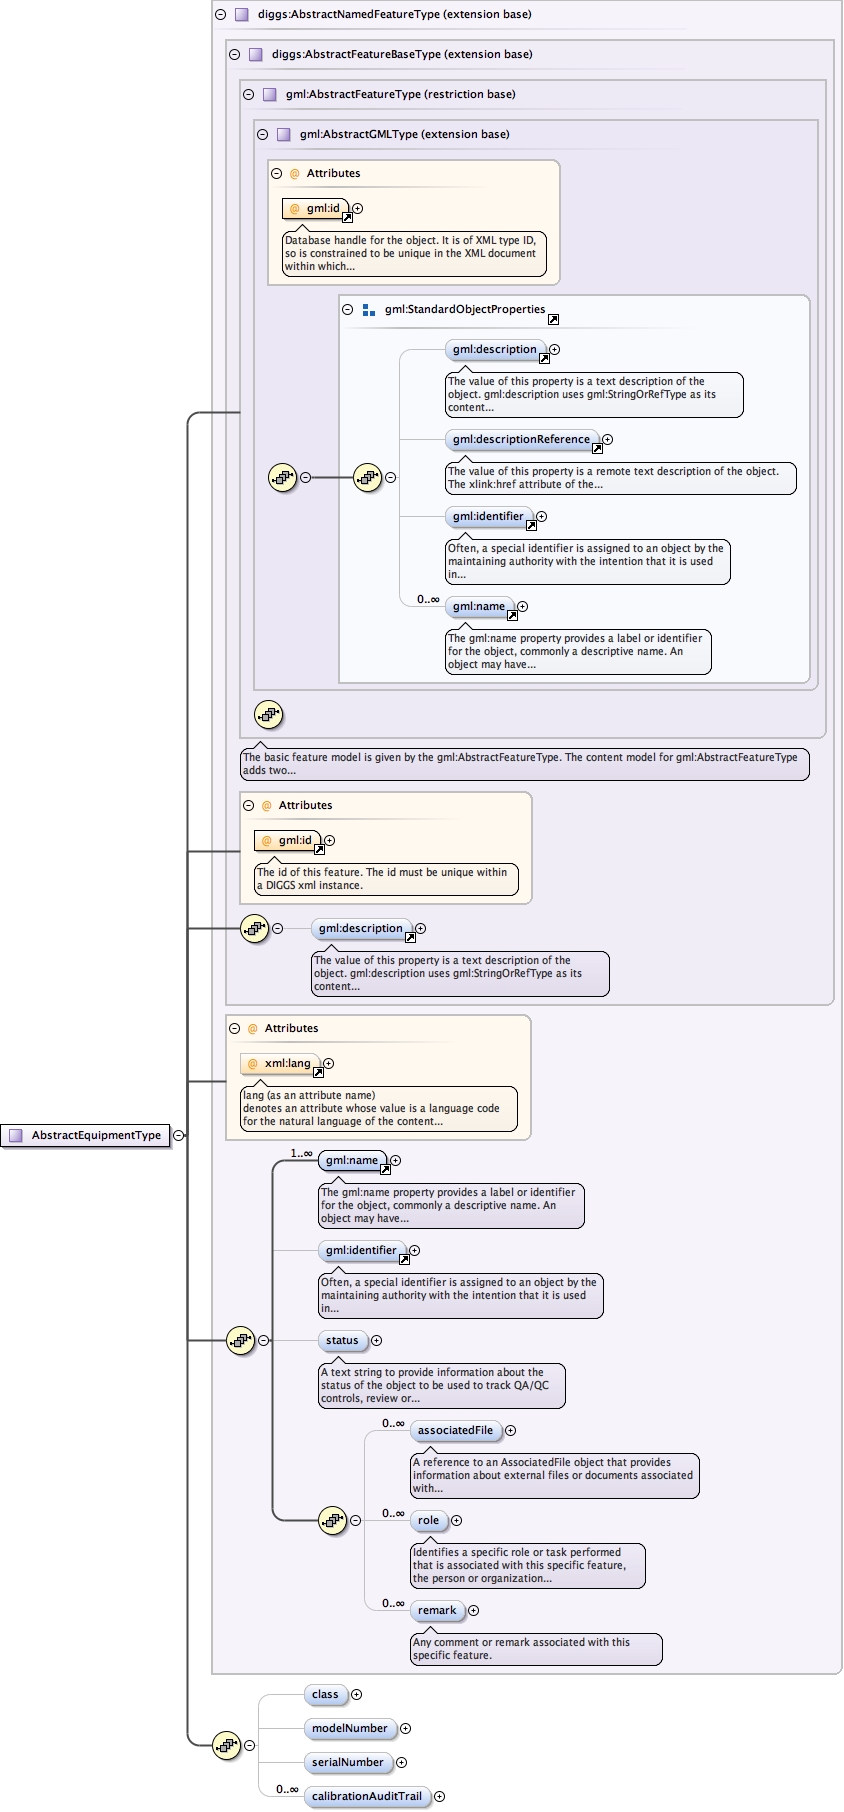 diggs:AbstractNamedFeatureType (extension base)
diggs:AbstractFeatureBaseType (extension base)
gml:AbstractFeatureType (restriction base)
gml:AbstractGMLType (extension base)
@ Attributes
@ gml:id
Database handle for the object. It is of XML type ID,
so is constrained to be unique in the XML document
within which...
gml:StandardObjectProperties
gml:description
The value of this property is a text description of the
object. gml:description uses gml:StringOrRefType as its
content...
gml:descriptionReference
The value of this property is a remote text description of the object.
The xlink:href attribute of the...
gml:identifier
Often, a special identifier is assigned to an object by the
maintaining authority with the intention that it is used
in...
0..∞
gml:name
The gml:name property provides a label or identifier
for the object, commonly a descriptive name. An
object may have...
The basic feature model is given by the gml:AbstractFeatureType. The content model for gml:AbstractFeatureType
adds two...
@ Attributes
@ gml:id
The id of this feature. The id must be unique within
a DIGGS xml instance.
gml:description
The value of this property is a text description of the
object. gml:description uses gml:StringOrRefType as its
content...
@ Attributes
@ xml:lang
lang (as an attribute name)
denotes an attribute whose value is a language code
for the natural language of the content...
AbstractEquipmentType
1..∞
gml:name
The gml:name property provides a label or identifier
for the object, commonly a descriptive name. An
object may have...
gml:identifier
Often, a special identifier is assigned to an object by the
maintaining authority with the intention that it is used
in...
status
A text string to provide information about the
status of the object to be used to track QA/QC
controls, review or...
0..∞
associatedFile
A reference to an AssociatedFile object that provides
information about external files or documents associated
with...
0..∞
role
Identifies a specific role or task performed
that is associated with this specific feature,
the person or organization...
0..∞
remark
Any comment or remark associated with this
specific feature.
class
modelNumber
serialNumber
0..∞
calibrationAuditTrail